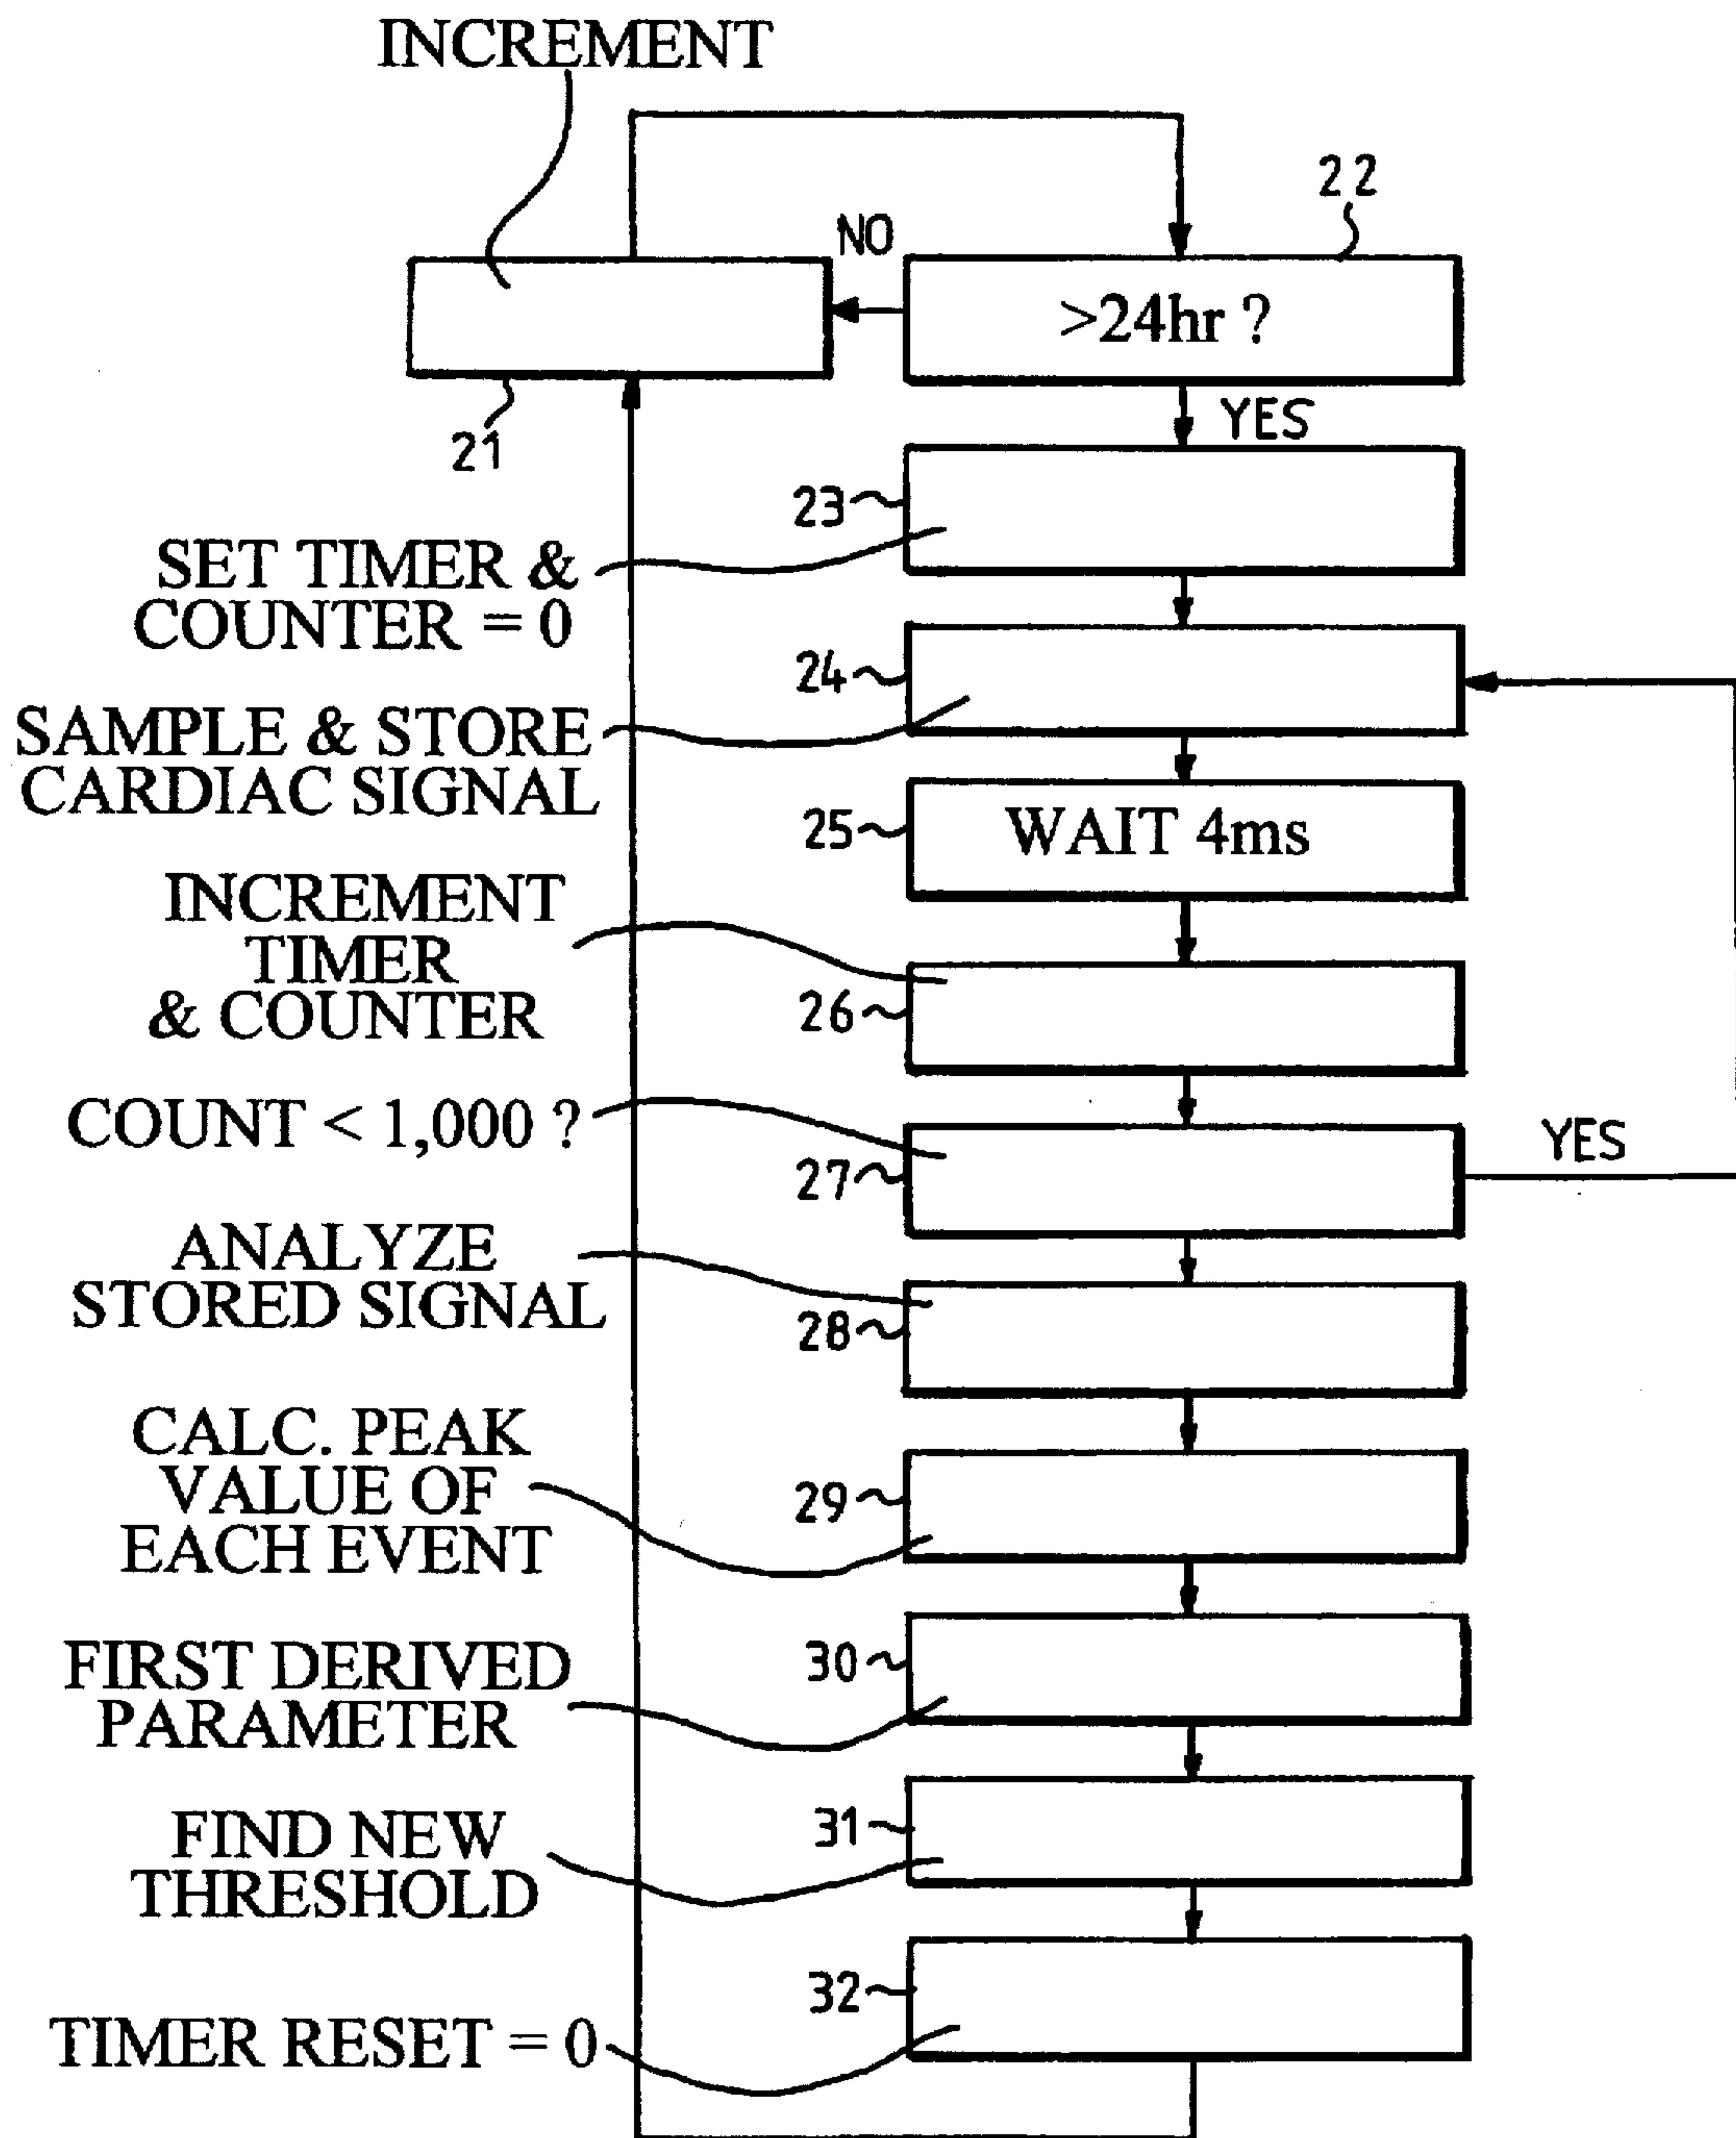 INCREMENT
22
NO
>24hr ?
21
YES
23
SET TIMER &
COUNTER = 0
24
SAMPLE & STORE
CARDIAC SIGNAL
25
WAIT 4ms
INCREMENT
TIMER
& COUNTER
26
COUNT < 1,000 ?
27
YES
ANALYZE
STORED SIGNAL
28
CALC. PEAK
VALUE OF
EACH EVENT
29
FIRST DERIVED
PARAMETER
30
FIND NEW
THRESHOLD
31
32
TIMER RESET = 0